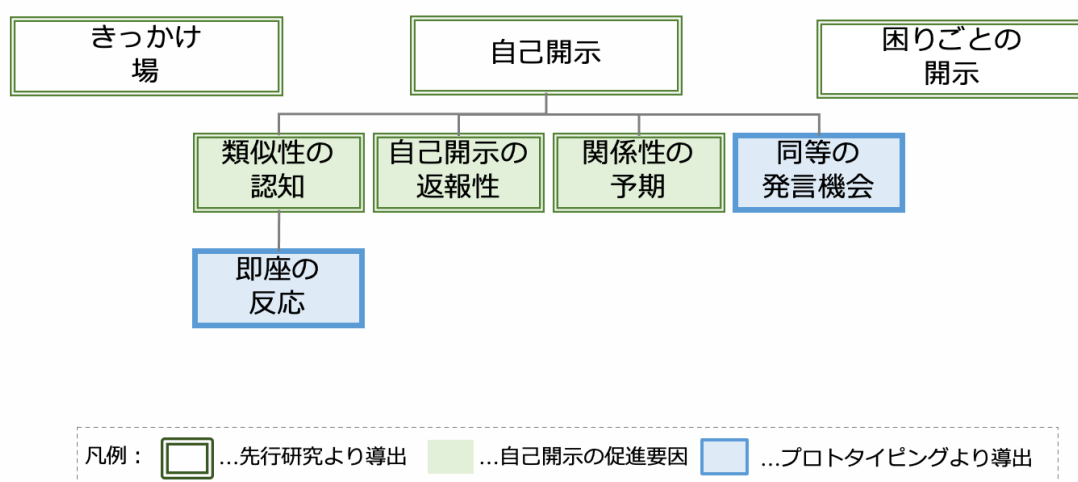 きっかけ
場
自己開示
困りごとの
開示
類似性の
認知
自己開示の
返報性
関係性の
予期
同等の
発言機会
即座の
反応
凡例： …先行研究より導出 …自己開示の促進要因 …プロトタイピングより導出